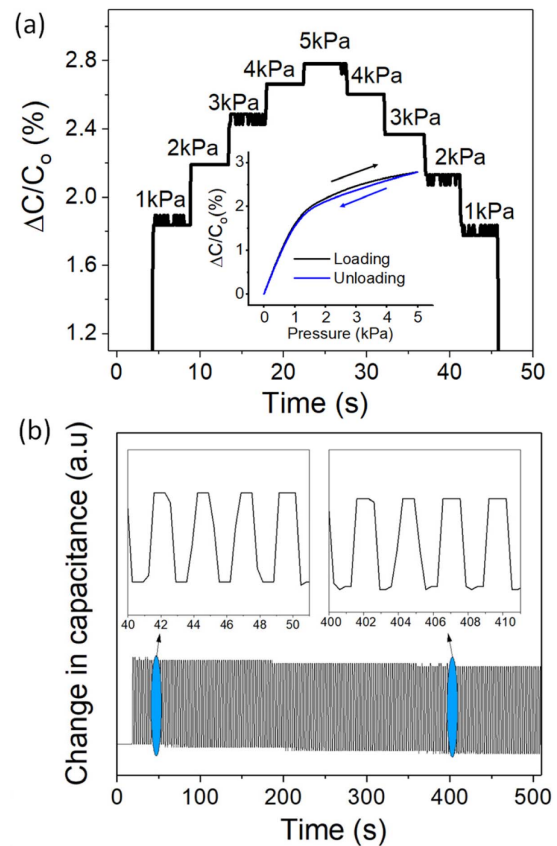 (a)
ΔC/Cₒ (%)
2.8
2.4
2.0
1.6
1.2
1kPa
2kPa
3kPa
4kPa
5kPa
4kPa
3kPa
2kPa
1kPa
ΔC/Cₒ(%)
3
2
1
0
Loading
Unloading
0 1 2 3 4 5
Pressure (kPa)
0 10 20 30 40 50
Time (s)
(b)
Change in capacitance (a.u)
40 42 44 46 48 50
400 402 404 406 408 410
0 100 200 300 400 500
Time (s)